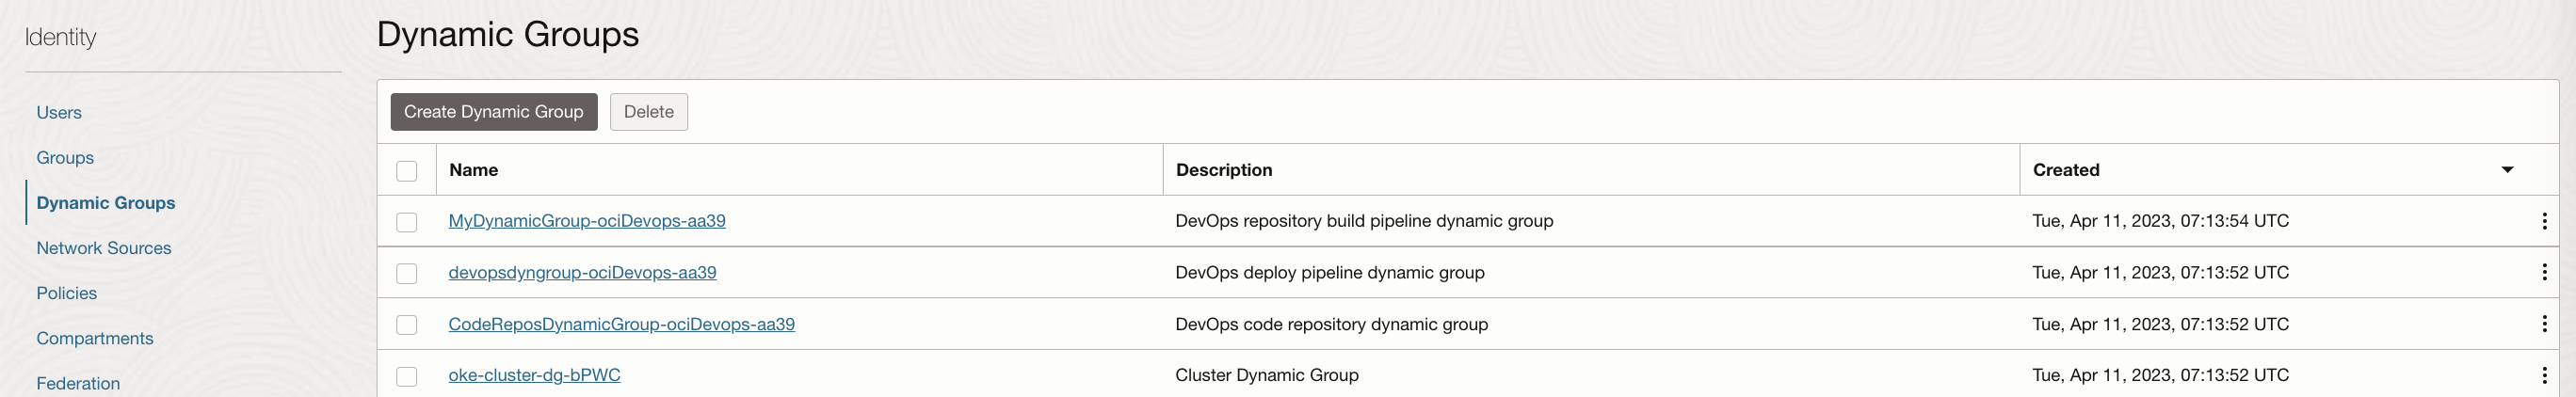 Identity
Users
Groups
Dynamic Groups
Network Sources
Policies
Compartments
Federation
Dynamic Groups
Create Dynamic Group Delete
Name Description Created
MyDynamicGroup-ociDevops-aa39 DevOps repository build pipeline dynamic group Tue, Apr 11, 2023, 07:13:54 UTC
devopsdyngroup-ociDevops-aa39 DevOps deploy pipeline dynamic group Tue, Apr 11, 2023, 07:13:52 UTC
CodeReposDynamicGroup-ociDevops-aa39 DevOps code repository dynamic group Tue, Apr 11, 2023, 07:13:52 UTC
oke-cluster-dg-bPWC Cluster Dynamic Group Tue, Apr 11, 2023, 07:13:52 UTC